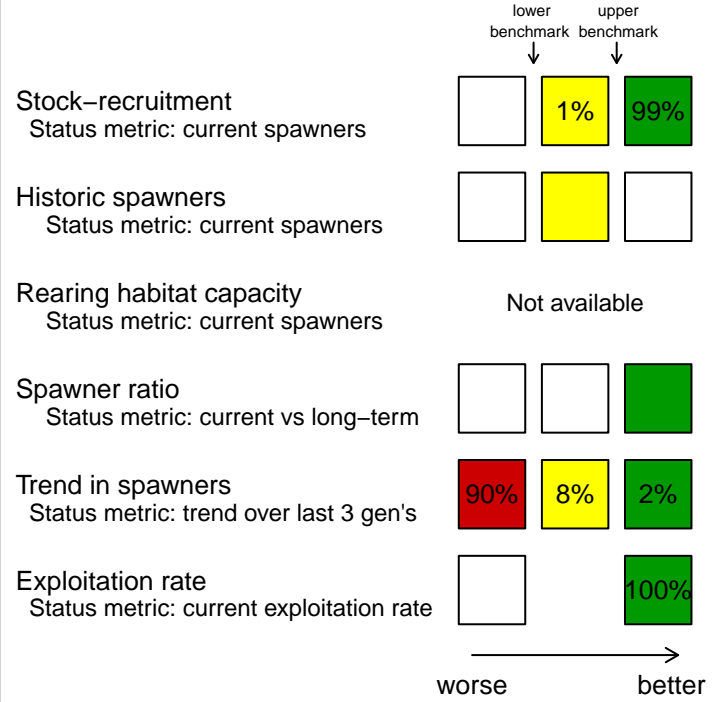 lower upper
benchmark benchmark
Stock−recruitment
Status metric: current spawners
1% 99%
Historic spawners
Status metric: current spawners
Rearing habitat capacity
Status metric: current spawners
Not available
Spawner ratio
Status metric: current vs long−term
Trend in spawners
Status metric: trend over last 3 gen's
90% 8% 2%
Exploitation rate
Status metric: current exploitation rate
100%
worse better